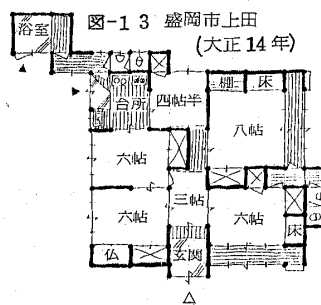 図-13 盛岡市上田
(大正14年)
浴室
台所
四帖半
棚
床
八帖
六帖
六帖
三帖
六帖
床
仏
玄関